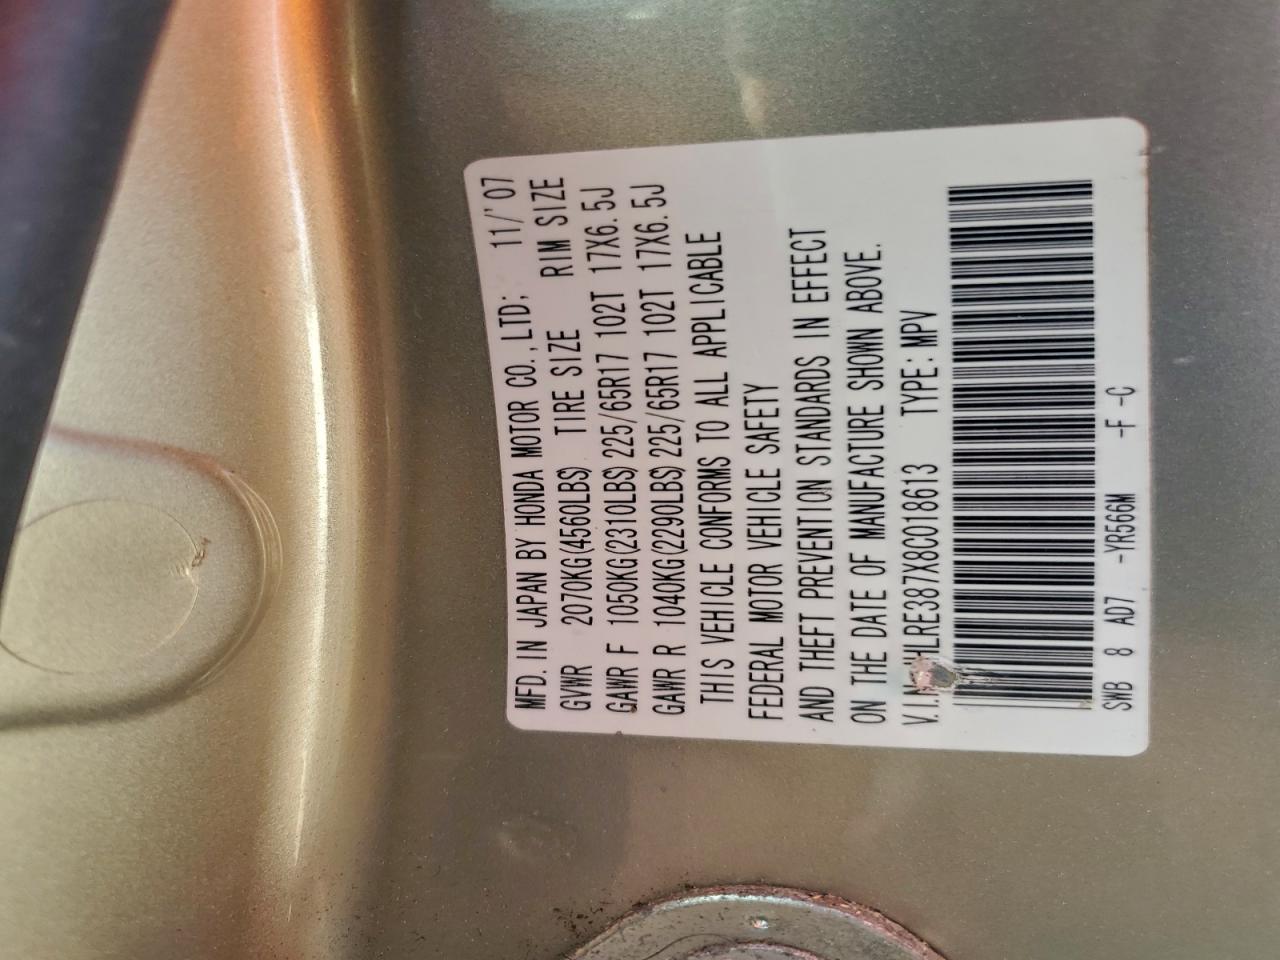 MFD. IN JAPAN BY HONDA MOTOR CO., LTD; 11/'07
GVWR 2070KG(4560LBS) TIRE SIZE RIM SIZE
GAWR F 1050KG(2310LBS) 225/65R17 102T 17X6.5J
GAWR R 1040KG(2290LBS) 225/65R17 102T 17X6.5J
THIS VEHICLE CONFORMS TO ALL APPLICABLE
FEDERAL MOTOR VEHICLE SAFETY
AND THEFT PREVENTION STANDARDS IN EFFECT
ON THE DATE OF MANUFACTURE SHOWN ABOVE.
V.I.N LRE387X8C018613 TYPE: MPV
SWB 8 AD7 -YR566M -F -C